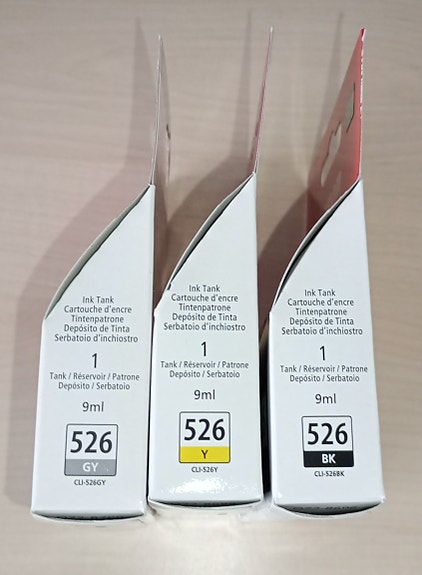 Ink Tank
Cartouche d'encre
Tintenpatrone
Depósito de Tinta
Serbatoio d'inchiostro
1
Tank / Réservoir / Patrone
Depósito / Serbatoio
9ml
526
GY
CLI-526GY
Ink Tank
Cartouche d'encre
Tintenpatrone
Depósito de Tinta
Serbatoio d'inchiostro
1
Tank / Réservoir / Patrone
Depósito / Serbatoio
9ml
526
Y
CLI-526Y
Ink Tank
Cartouche d'encre
Tintenpatrone
Depósito de Tinta
Serbatoio d'inchiostro
1
Tank / Réservoir / Patrone
Depósito / Serbatoio
9ml
526
BK
CLI-526BK